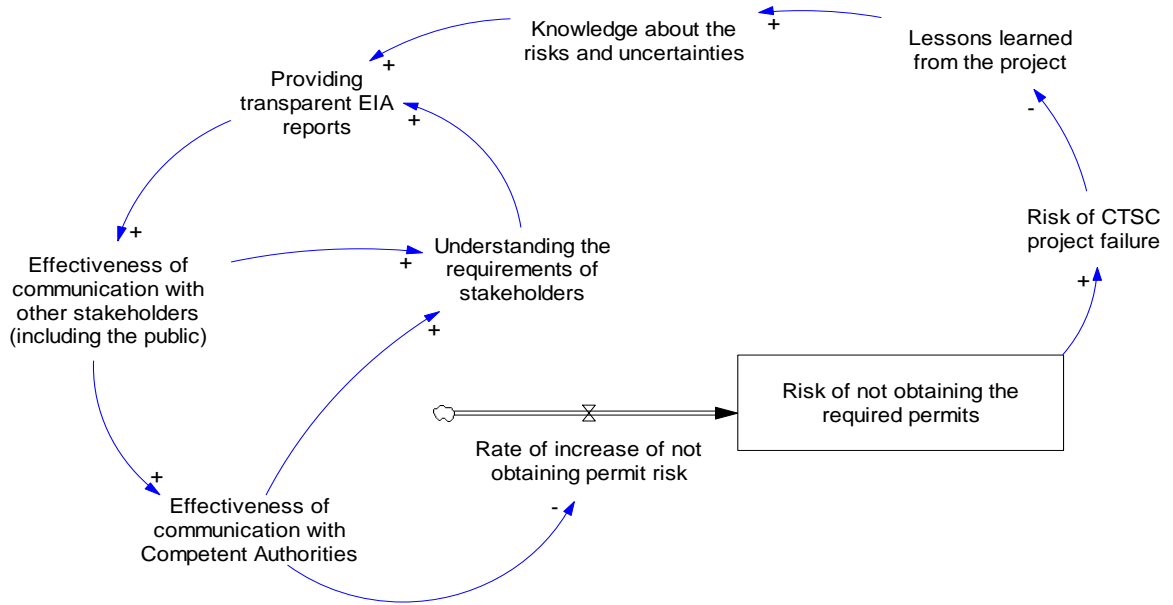 Knowledge about the
risks and uncertainties
+
Lessons learned
from the project
+
Providing
transparent EIA
reports
+
-
Risk of CTSC
project failure
+
+
Effectiveness of
communication with
other stakeholders
(including the public)
+
Understanding the
requirements of
stakeholders
+
Risk of not obtaining the
required permits
Rate of increase of not
obtaining permit risk
+
Effectiveness of
communication with
Competent Authorities
-